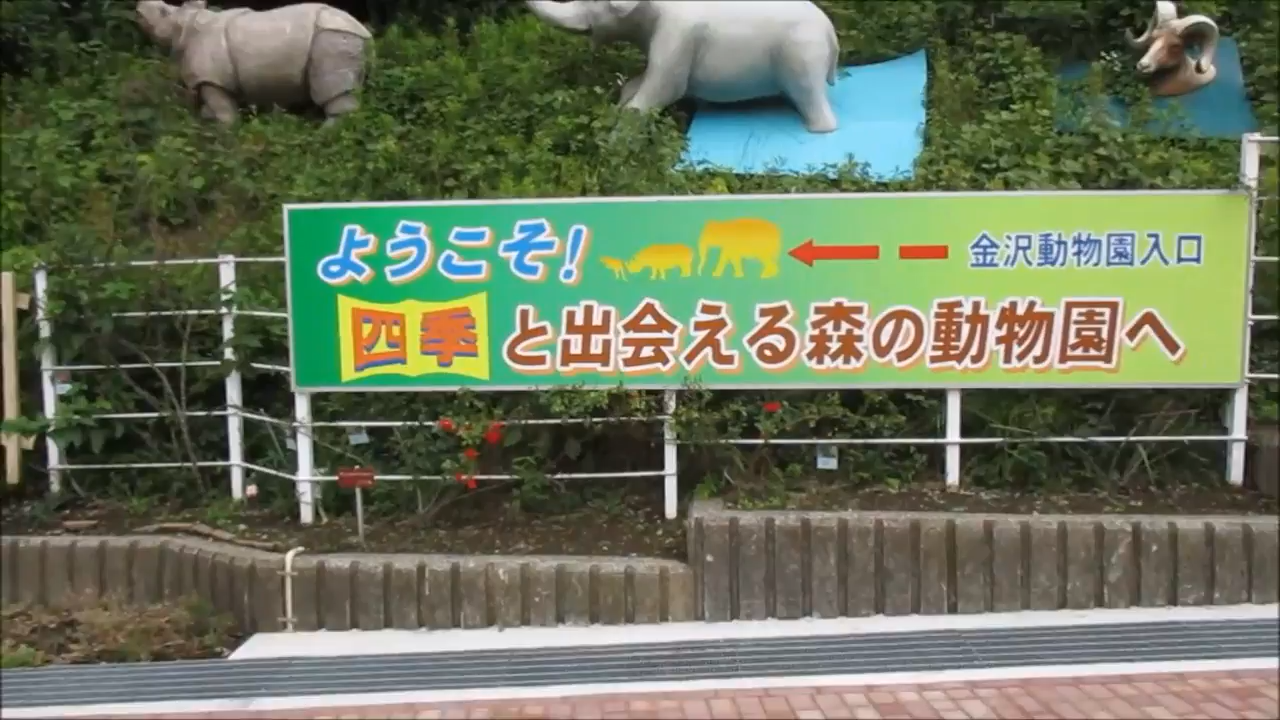 ようこそ! 金沢動物園入口
四季と出会える森の動物園へ